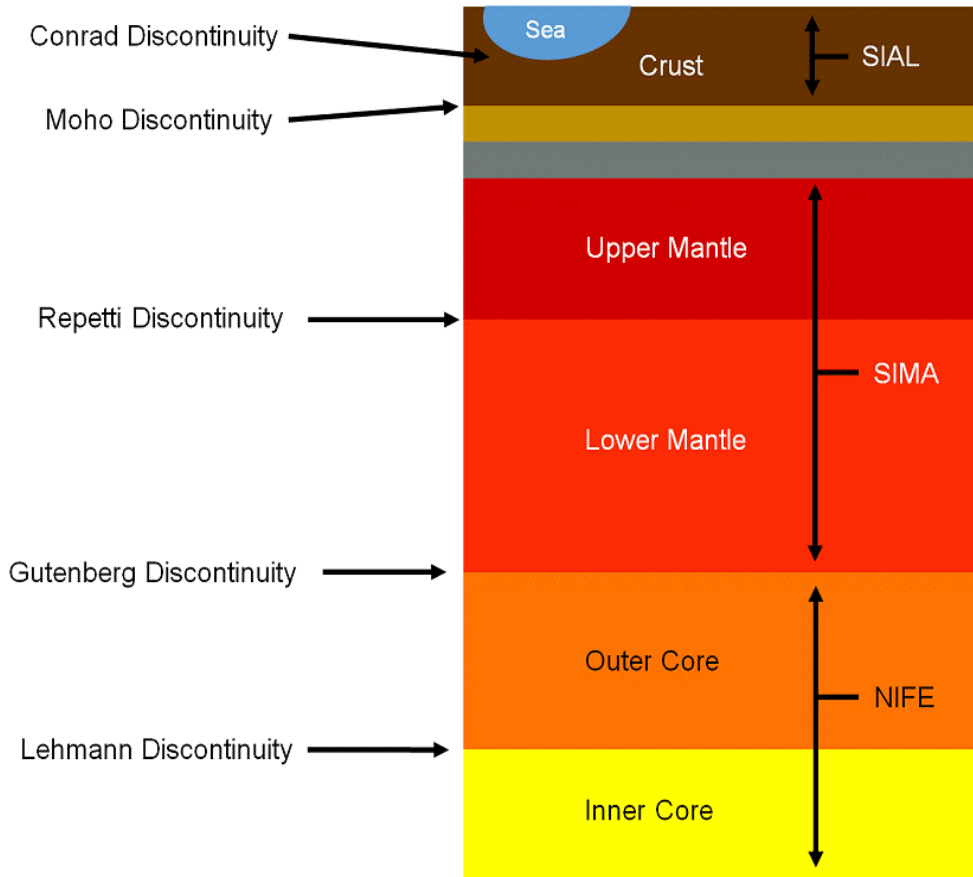 Sea
Conrad Discontinuity
Crust
SIAL
Moho Discontinuity
Upper Mantle
Repetti Discontinuity
SIMA
Lower Mantle
Gutenberg Discontinuity
Outer Core
NIFE
Lehmann Discontinuity
Inner Core